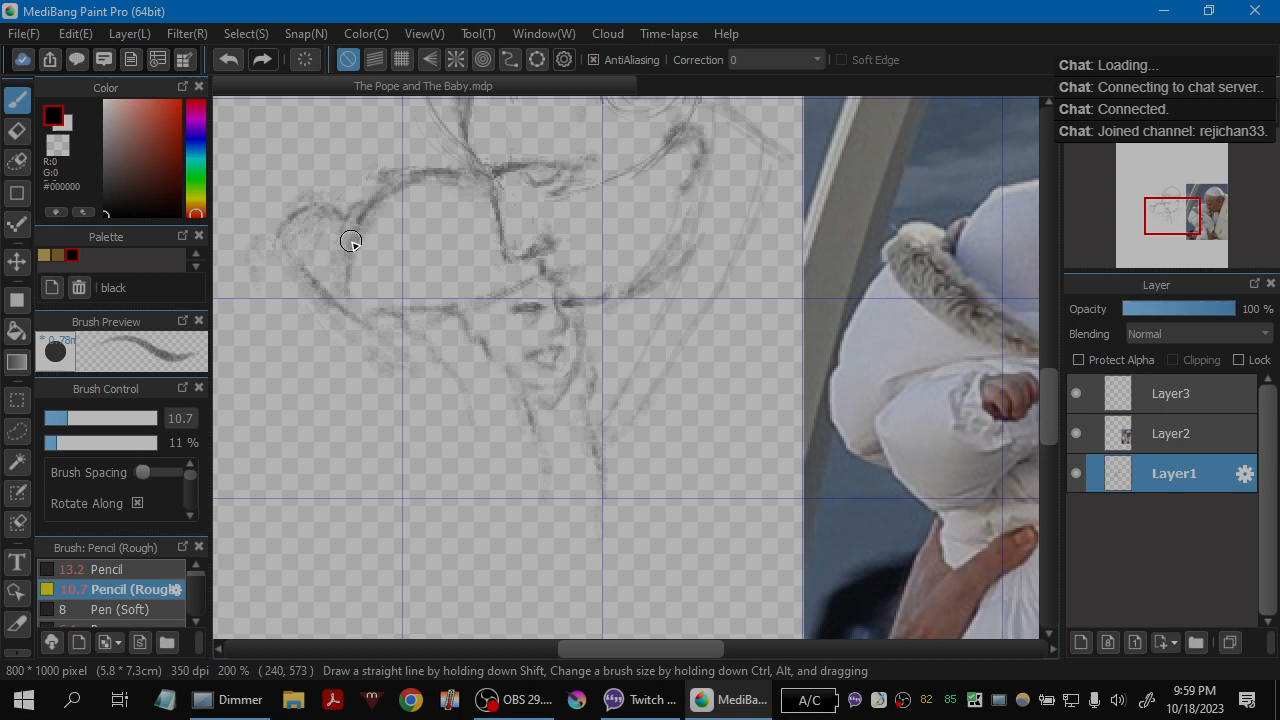 MediBang Paint Pro (64bit)
File(F) Edit(E) Layer(L) Filter(R) Select(S) Snap(N) Color(C) View(V) Tool(T) Window(W) Cloud Time-lapse Help
AntiAliasing Correction 0 Soft Edge
The Pope and The Baby.mdp
Chat: Loading...
Chat: Connecting to chat server..
Chat: Connected.
Chat: Joined channel: rejichan33.
Color
R:0
G:0
#000000
Palette
black
Brush Preview
* 0.78m
Brush Control
10.7
11 %
Brush Spacing
Rotate Along
Brush: Pencil (Rough)
13.2 Pencil
10.7 Pencil (Rough
8 Pen (Soft)
Layer
Opacity 100 %
Blending Normal
Protect Alpha Clipping Lock
Layer3
Layer2
Layer1
800 * 1000 pixel (5.8 * 7.3cm) 350 dpi 200 % ( 240, 573 ) Draw a straight line by holding down Shift, Change a brush size by holding down Ctrl, Alt, and dragging
Dimmer
OBS 29....
Twitch ...
MediBa...
A/C
82
85
9:59 PM
10/18/2023